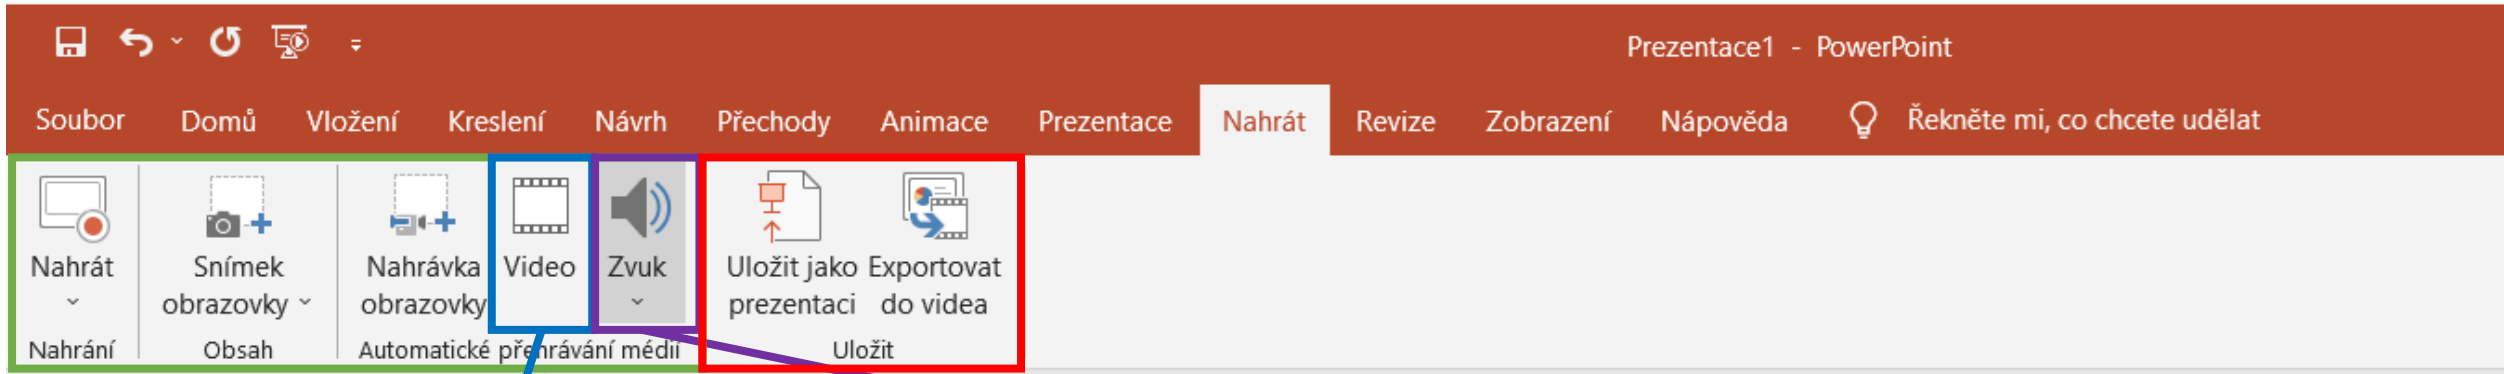 Prezentace1 - PowerPoint
Soubor Domů Vložení Kreslení Návrh Přechody Animace Prezentace Nahrát Revize Zobrazení Nápověda Řekněte mi, co chcete udělat
Nahrát Snímek Nahrávka Video Zvuk Uložit jako Exportovat
obrazovky obrazovky prezentaci do videa
Nahrání Obsah Automatické přehrávání médií Uložit